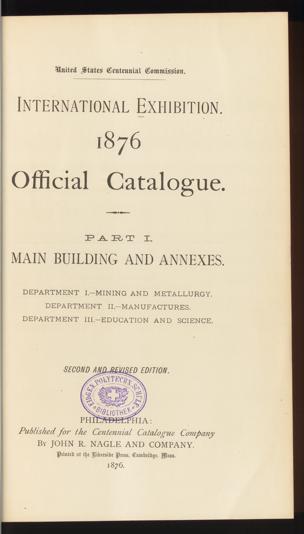 United States Centennial Commission.
INTERNATIONAL EXHIBITION.
1876
Official Catalogue.
PART I.
MAIN BUILDING AND ANNEXES.
DEPARTMENT I.—MINING AND METALLURGY.
DEPARTMENT II.—MANUFACTURES.
DEPARTMENT III.—EDUCATION AND SCIENCE.
SECOND AND REVISED EDITION.
BIBLIOTHEK
PHILADELPHIA:
Published for the Centennial Catalogue Company
BY JOHN R. NAGLE AND COMPANY.
Printed at the Riverside Press, Cambridge, Mass.
1876.